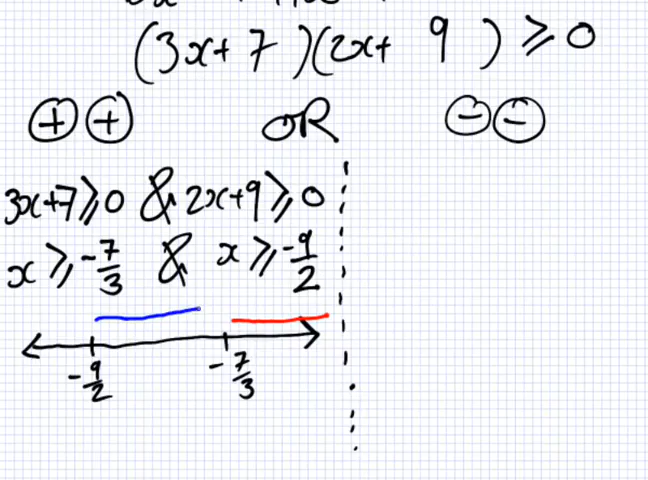 (3x+7)(2x+ 9) ⩾ 0
⊕⊕ OR ⊖⊖
3x+7⩾0 & 2x+9⩾0
x ⩾ -7/3 & x ⩾ -9/2
-9/2 -7/3